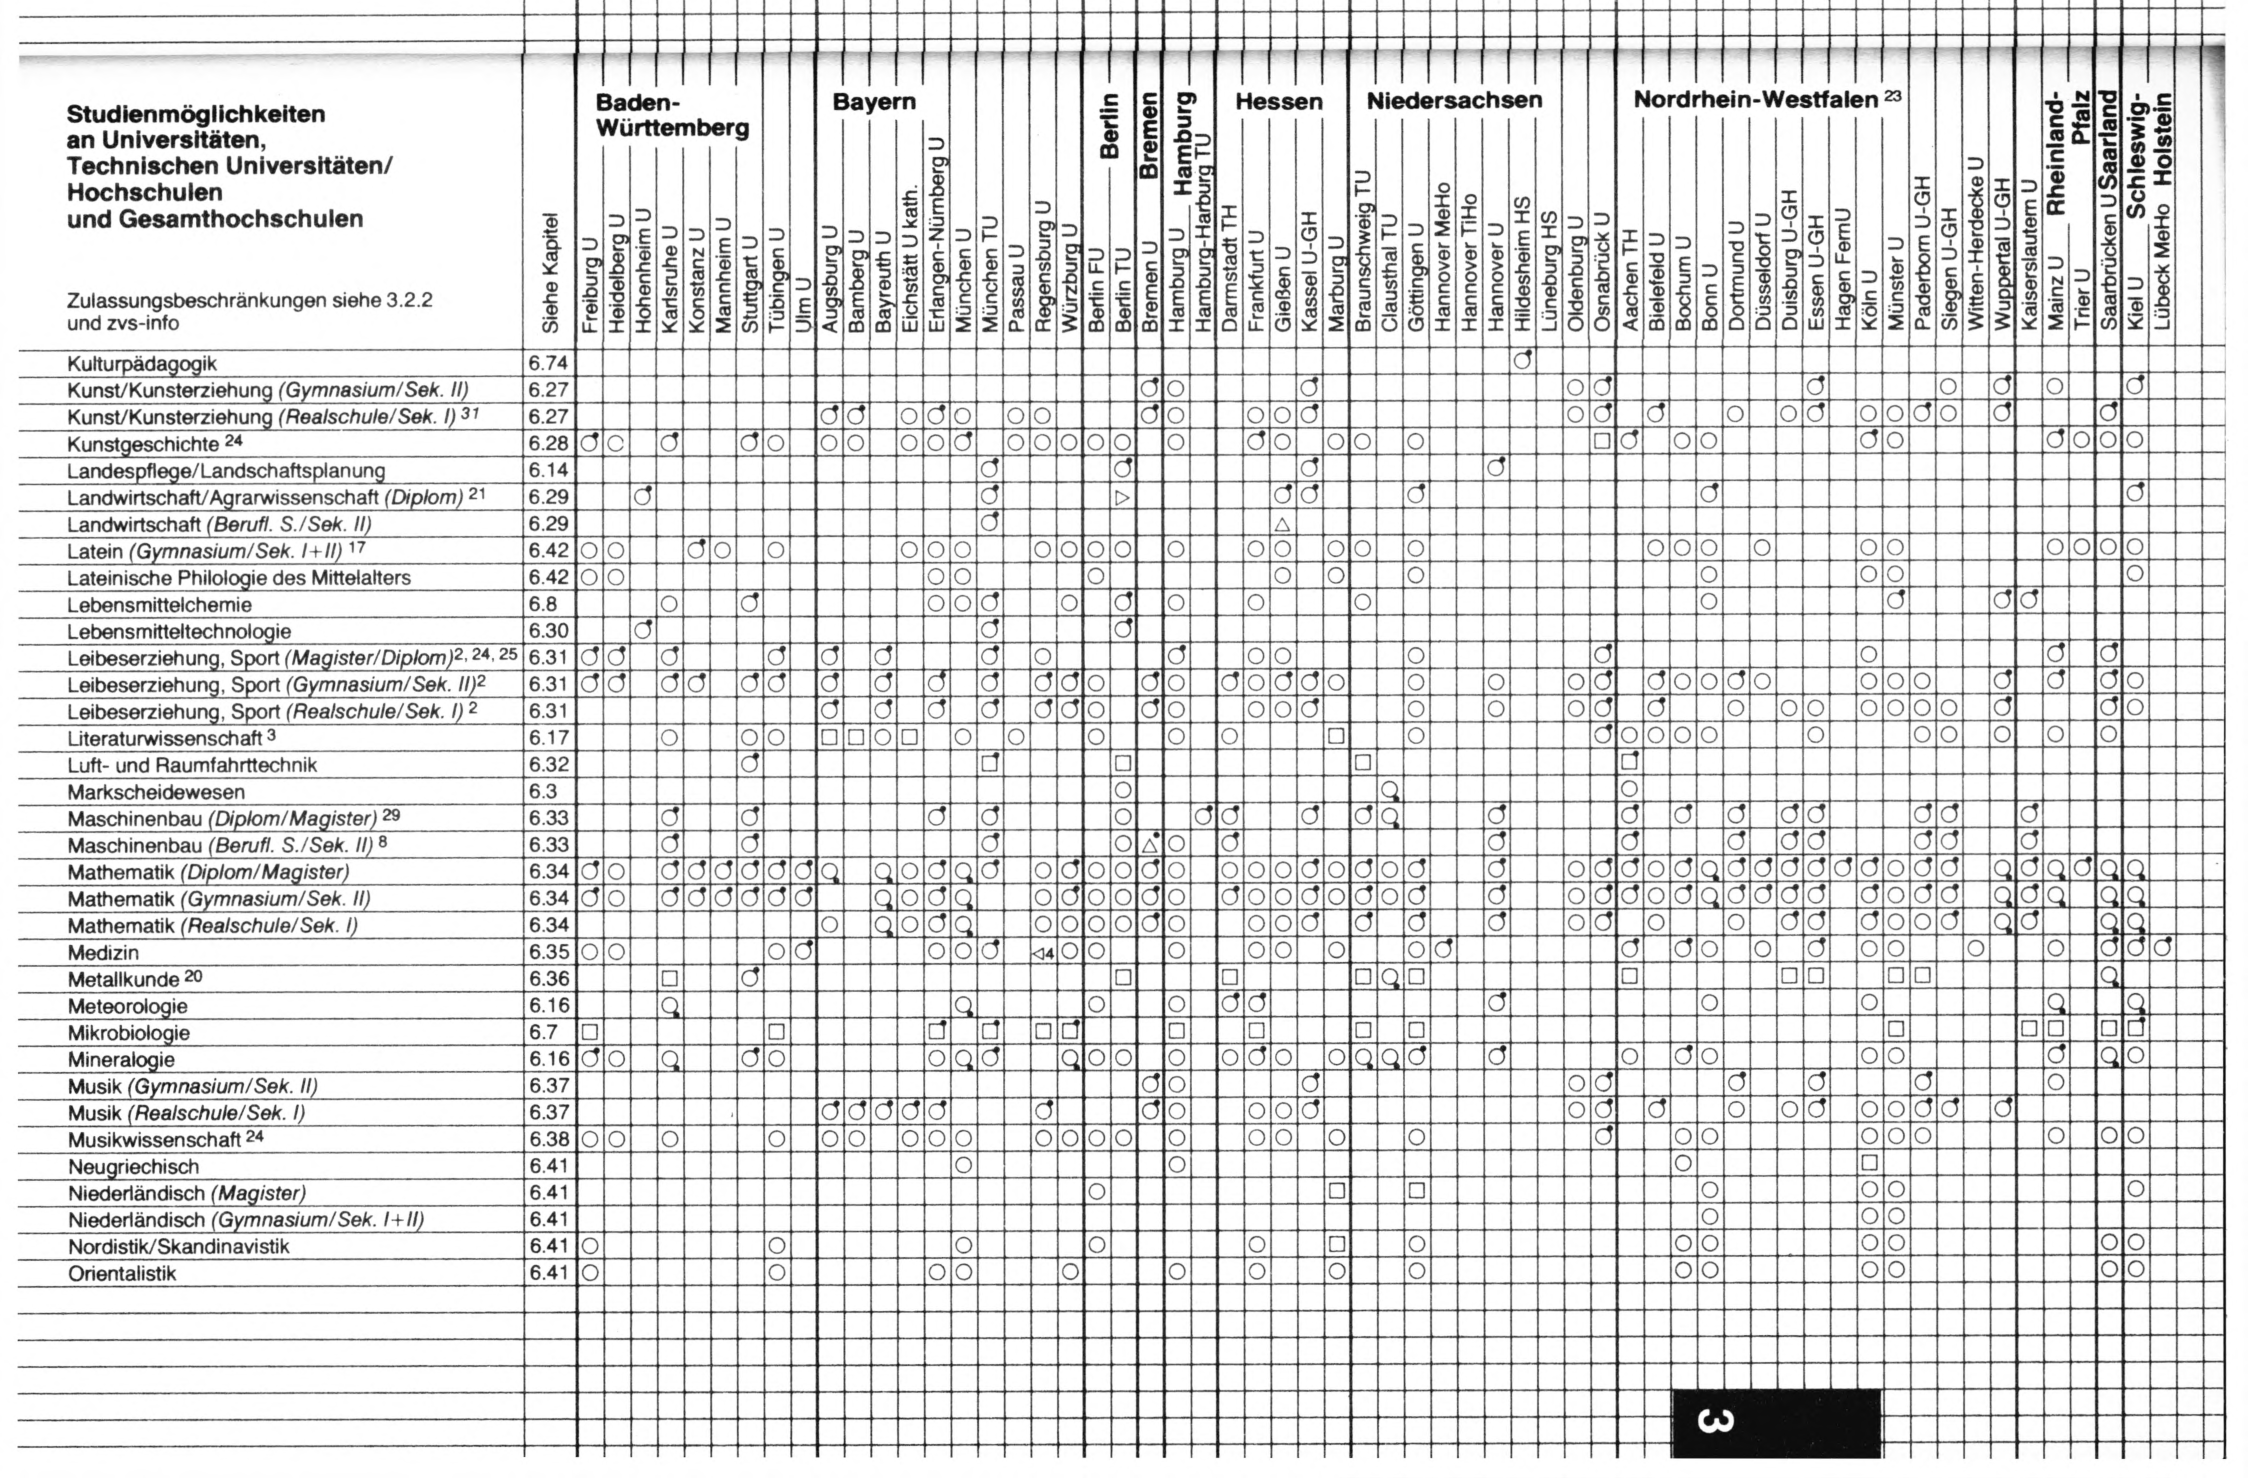 Studienmöglichkeiten
an Universitäten,
Technischen Universitäten/
Hochschulen
und Gesamthochschulen
Zulassungsbeschränkungen siehe 3.2.2
und zvs-info
Siehe Kapitel
Baden-
Württemberg
Freiburg U
Heidelberg U
Hohenheim U
Karlsruhe U
Konstanz U
Mannheim U
Stuttgart U
Tübingen U
Ulm U
Bayern
Augsburg U
Bamberg U
Bayreuth U
Eichstätt U kath.
Erlangen-Nürnberg U
München U
München TU
Passau U
Regensburg U
Würzburg U
Berlin
Berlin FU
Berlin TU
Bremen
Bremen U
Hamburg
Hamburg U
Hamburg-Harburg TU
Hessen
Darmstadt TH
Frankfurt U
Gießen U
Kassel U-GH
Marburg U
Niedersachsen
Braunschweig TU
Clausthal TU
Göttingen U
Hannover MeHo
Hannover TiHo
Hannover U
Hildesheim HS
Lüneburg HS
Oldenburg U
Osnabrück U
Nordrhein-Westfalen 23
Aachen TH
Bielefeld U
Bochum U
Bonn U
Dortmund U
Düsseldorf U
Duisburg U-GH
Essen U-GH
Hagen FernU
Köln U
Münster U
Paderborn U-GH
Siegen U-GH
Witten-Herdecke U
Wuppertal U-GH
Rheinland-
Pfalz
Kaiserslautern U
Mainz U
Trier U
Saarland
Saarbrücken U
Schleswig-
Holstein
Kiel U
Lübeck MeHo
Kulturpädagogik 6.74
Kunst/Kunsterziehung (Gymnasium/Sek. II) 6.27
Kunst/Kunsterziehung (Realschule/Sek. I) 31 6.27
Kunstgeschichte 24 6.28
Landespflege/Landschaftsplanung 6.14
Landwirtschaft/Agrarwissenschaft (Diplom) 21 6.29
Landwirtschaft (Berufl. S./Sek. II) 6.29
Latein (Gymnasium/Sek. I+II) 17 6.42
Lateinische Philologie des Mittelalters 6.42
Lebensmittelchemie 6.8
Lebensmitteltechnologie 6.30
Leibeserziehung, Sport (Magister/Diplom)2, 24, 25 6.31
Leibeserziehung, Sport (Gymnasium/Sek. II)2 6.31
Leibeserziehung, Sport (Realschule/Sek. I) 2 6.31
Literaturwissenschaft 3 6.17
Luft- und Raumfahrttechnik 6.32
Markscheidewesen 6.3
Maschinenbau (Diplom/Magister) 29 6.33
Maschinenbau (Berufl. S./Sek. II) 8 6.33
Mathematik (Diplom/Magister) 6.34
Mathematik (Gymnasium/Sek. II) 6.34
Mathematik (Realschule/Sek. I) 6.34
Medizin 6.35 4
Metallkunde 20 6.36
Meteorologie 6.16
Mikrobiologie 6.7
Mineralogie 6.16
Musik (Gymnasium/Sek. II) 6.37
Musik (Realschule/Sek. I) 6.37
Musikwissenschaft 24 6.38
Neugriechisch 6.41
Niederländisch (Magister) 6.41
Niederländisch (Gymnasium/Sek. I+II) 6.41
Nordistik/Skandinavistik 6.41
Orientalistik 6.41
3